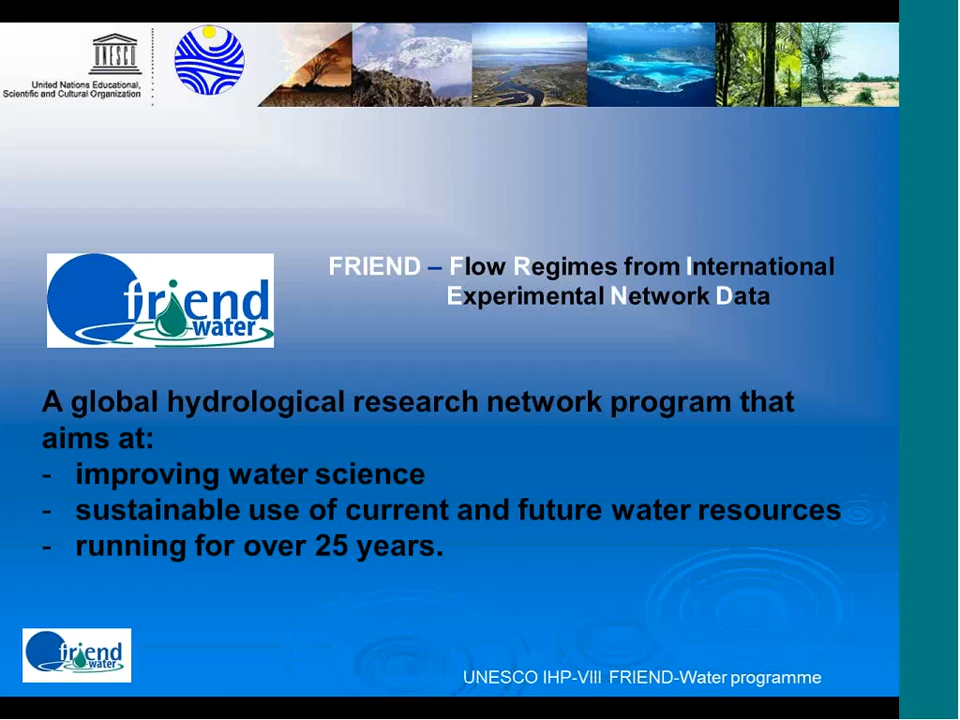 UNESCO
United Nations Educational,
Scientific and Cultural Organization
friend
water
FRIEND – Flow Regimes from International
Experimental Network Data
A global hydrological research network program that
aims at:
- improving water science
- sustainable use of current and future water resources
- running for over 25 years.
friend
water
UNESCO IHP-VIII FRIEND-Water programme